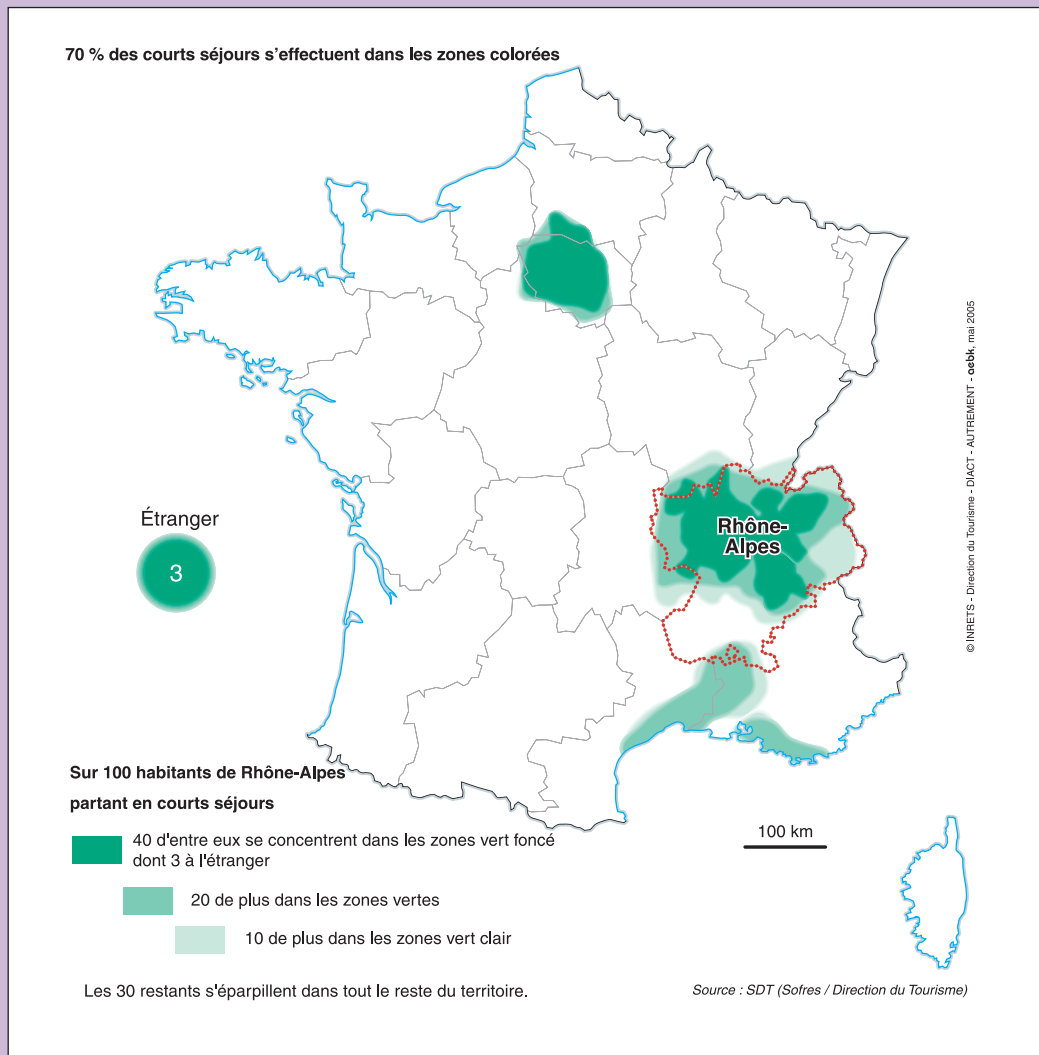 70 % des courts séjours s’effectuent dans les zones colorées
© INRETS - Direction du Tourisme - DIACT - AUTREMENT - aebk, mai 2005
Étranger
3
Rhône-
Alpes
Sur 100 habitants de Rhône-Alpes
partant en courts séjours
40 d'entre eux se concentrent dans les zones vert foncé
dont 3 à l'étranger
20 de plus dans les zones vertes
10 de plus dans les zones vert clair
Les 30 restants s'éparpillent dans tout le reste du territoire.
100 km
Source : SDT (Sofres / Direction du Tourisme)